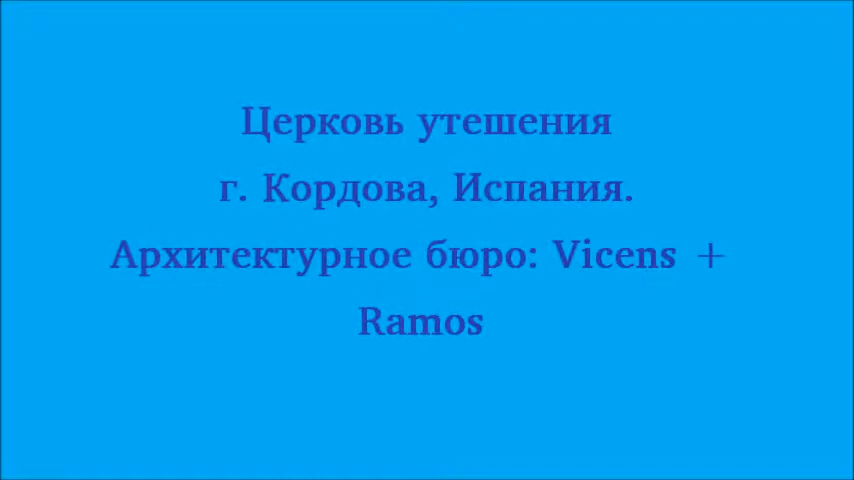 Церковь утешения
г. Кордова, Испания.
Архитектурное бюро: Vicens +
Ramos